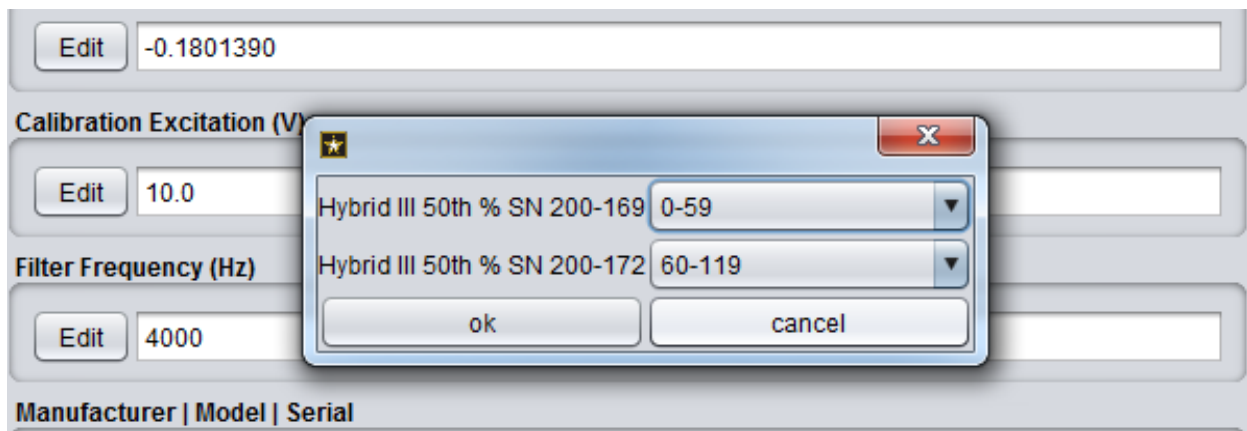 Edit -0.1801390
Calibration Excitation (V)
Edit 10.0
Hybrid III 50th % SN 200-169 0-59
Hybrid III 50th % SN 200-172 60-119
Filter Frequency (Hz)
ok cancel
Edit 4000
Manufacturer | Model | Serial